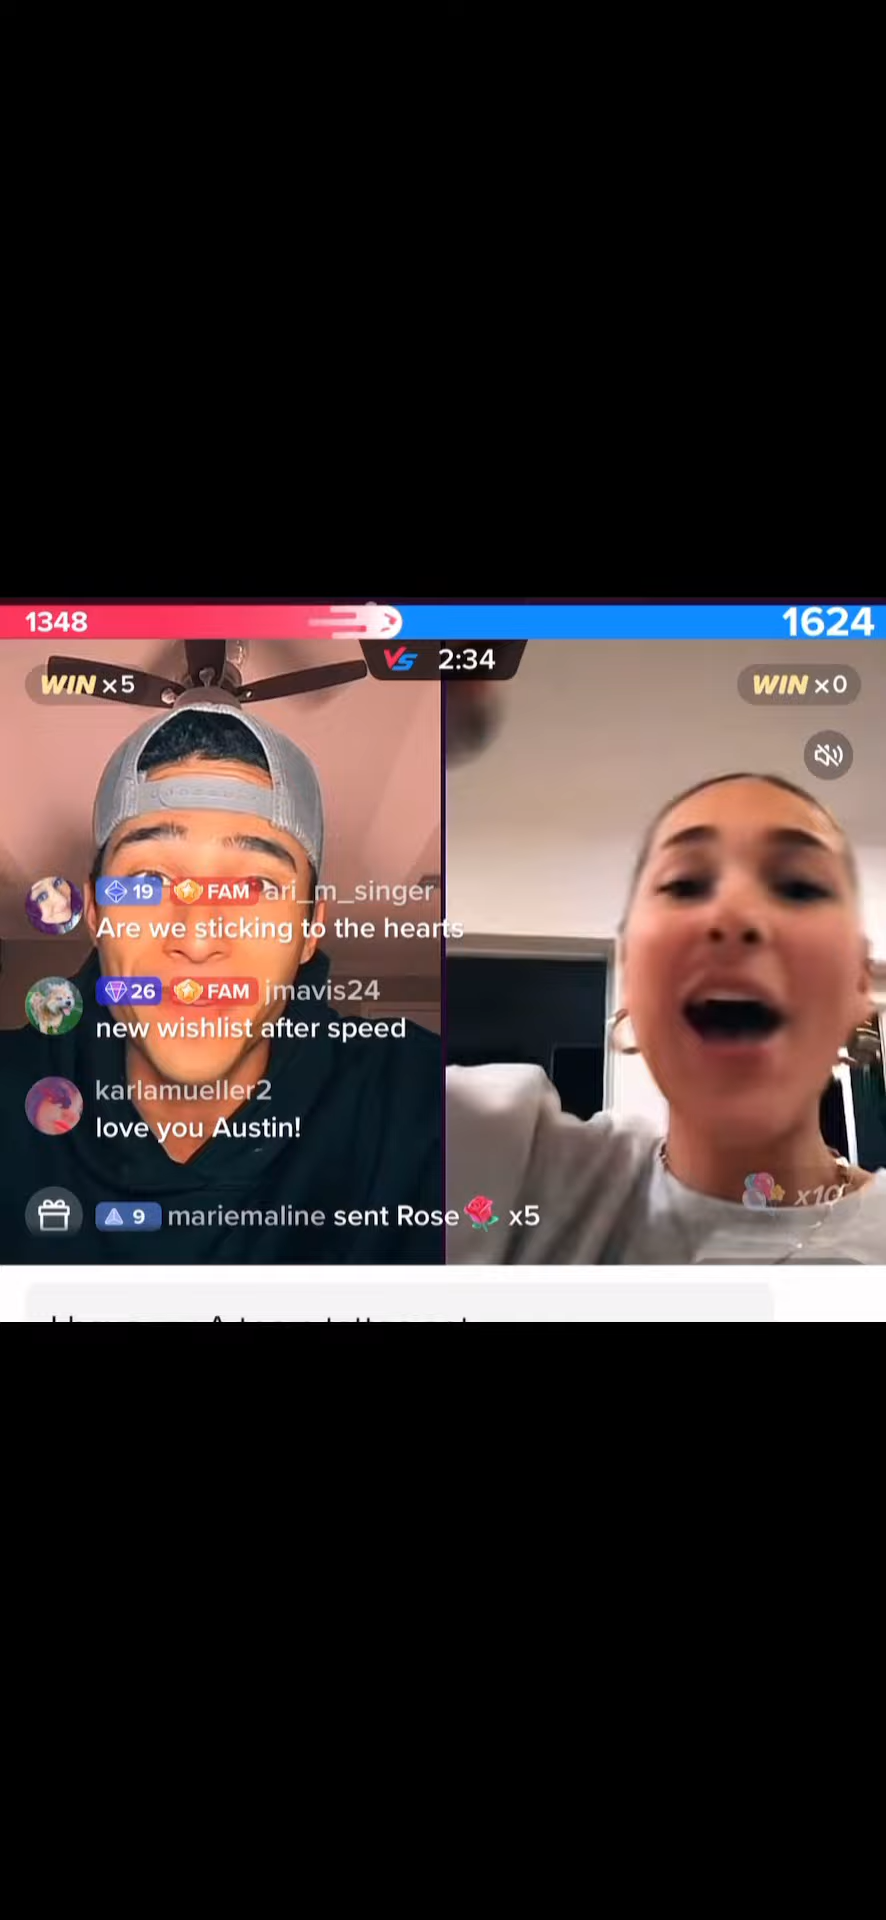 1348
1624
VS 2:34
WIN x5
WIN x0
19 FAM ari_m_singer
Are we sticking to the hearts
26 FAM jmavis24
new wishlist after speed
karlamueller2
love you Austin!
x10
9 mariemaline sent Rose🌹 x5